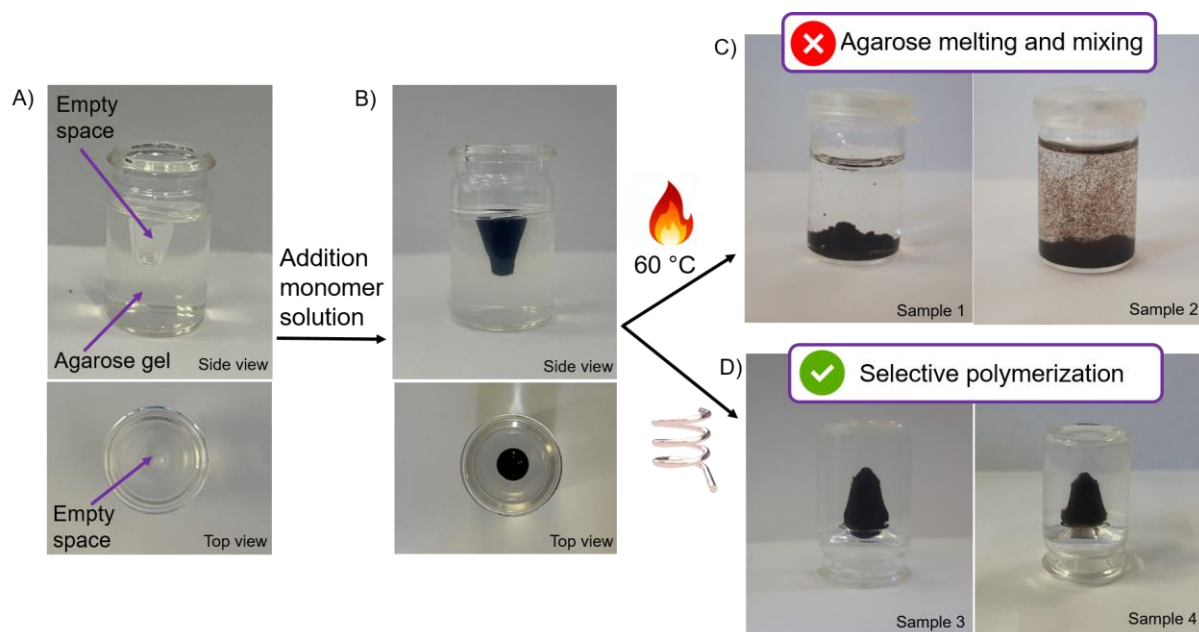 A)
Empty
space
Agarose gel
Side view
Empty
space
Top view
Addition
monomer
solution
B)
Side view
Top view
60 °C
C)
Agarose melting and mixing
Sample 1
Sample 2
D)
Selective polymerization
Sample 3
Sample 4